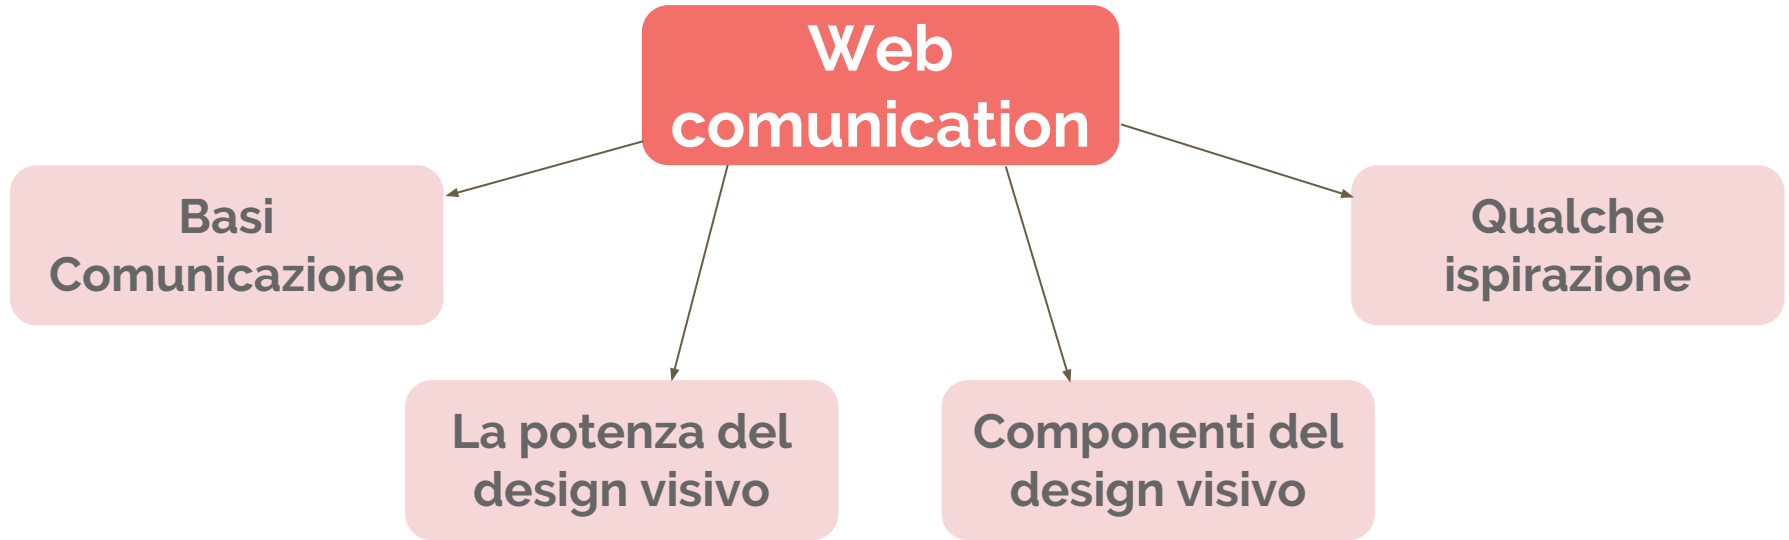 Web
comunication
Basi
Comunicazione
Qualche
ispirazione
La potenza del
design visivo
Componenti del
design visivo